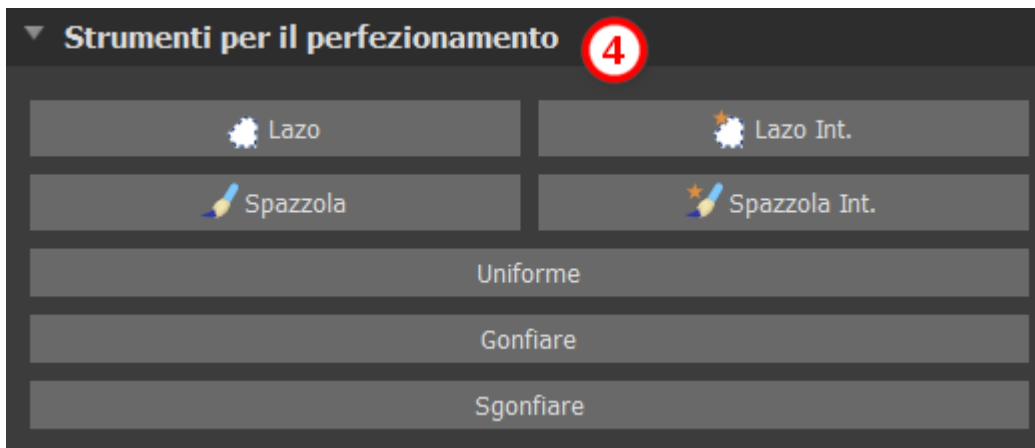 Strumenti per il perfezionamento 4
Lazo Lazo Int.
Spazzola Spazzola Int.
Uniforme
Gonfiare
Sgonfiare